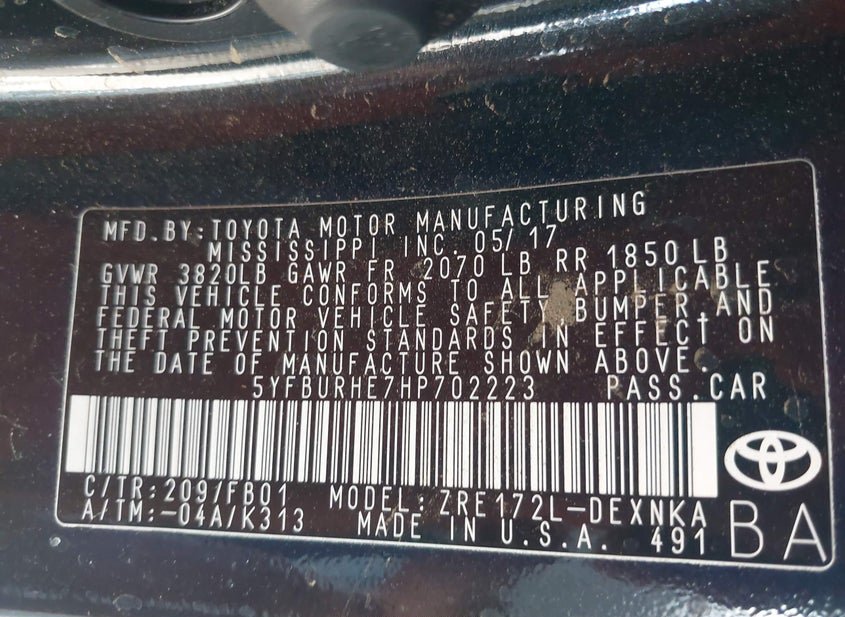 MFD.BY:TOYOTA MOTOR MANUFACTURING
MISSISSIPPI INC. 05/17
GVWR 3820LB GAWR FR 2070 LB RR 1850 LB
THIS VEHICLE CONFORMS TO ALL APPLICABLE
FEDERAL MOTOR VEHICLE SAFETY, BUMPER,AND
THEFT PREVENTION STANDARDS IN EFFECT ON
THE DATE OF MANUFACTURE SHOWN ABOVE.
5YFBURHE7HP702223 PASS.CAR
C/TR:209/FB01 MODEL:ZRE172L-DEXNKA
A/TM:-04A/K313 MADE IN U.S.A. 491 BA